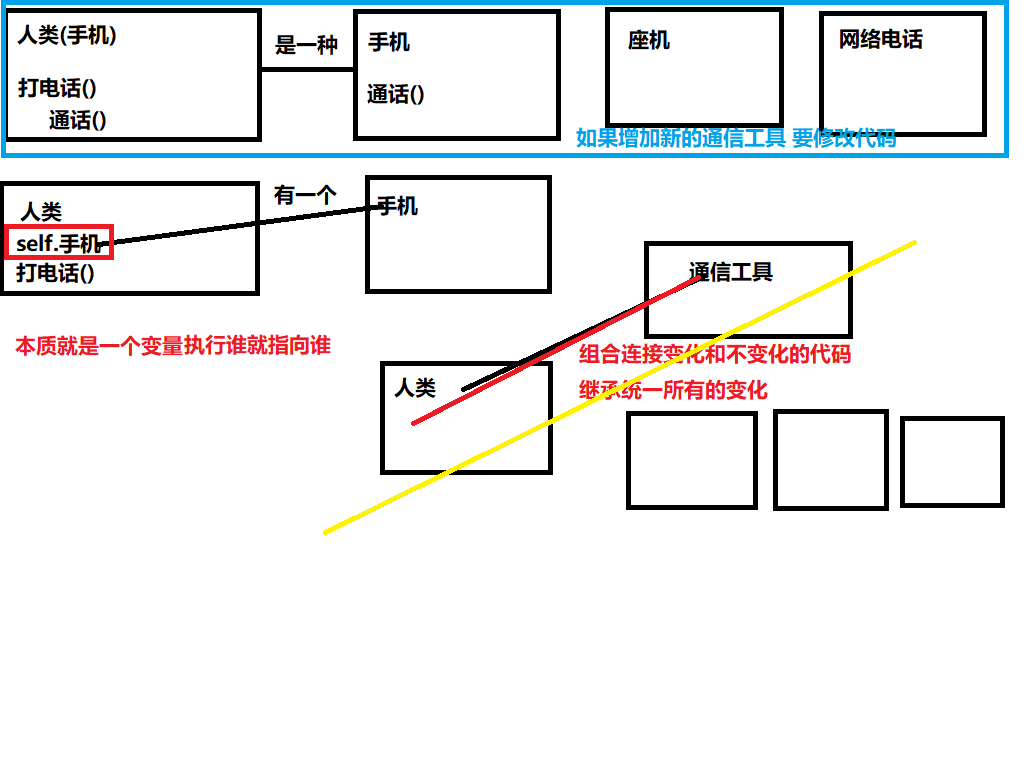 人类(手机)
打电话()
通话()
是一种
手机
通话()
座机
网络电话
如果增加新的通信工具 要修改代码
人类
self.手机
打电话()
有一个
手机
本质就是一个变量执行谁就指向谁
通信工具
组合连接变化和不变化的代码
继承统一所有的变化
人类